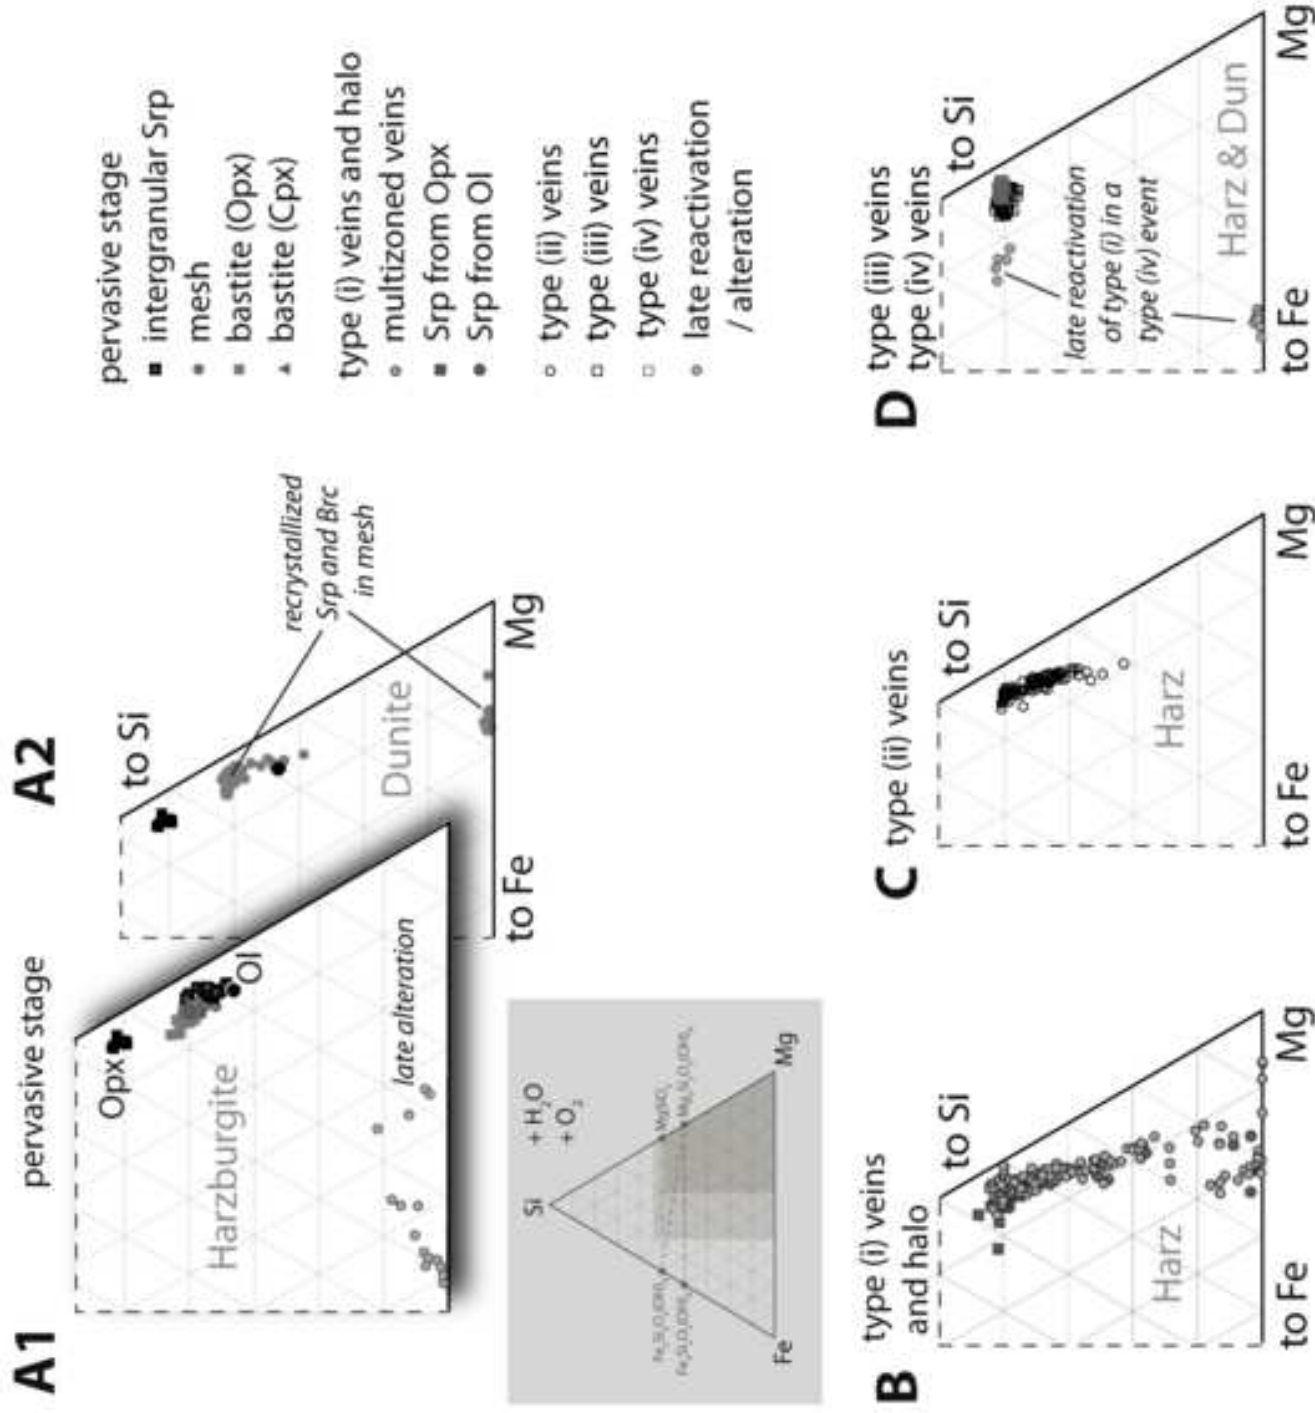 A1
pervasive stage
Opx
Ol
Harzburgite
late alteration
A2
to Si
Dunite
to Fe
Mg
recrystallized
Srp and Brc
in mesh
pervasive stage
intergranular Srp
mesh
bastite (Opx)
bastite (Cpx)
type (i) veins and halo
multizoned veins
Srp from Opx
Srp from Ol
type (ii) veins
type (iii) veins
type (iv) veins
late reactivation
/ alteration
Si
+ H2O
+ O2
Fe
Mg
B
type (i) veins
and halo
to Si
Harz
to Fe
Mg
C
type (ii) veins
to Si
Harz
to Fe
Mg
D
type (iii) veins
type (iv) veins
to Si
late reactivation
of type (i) in a
type (iv) event
Harz & Dun
to Fe
Mg